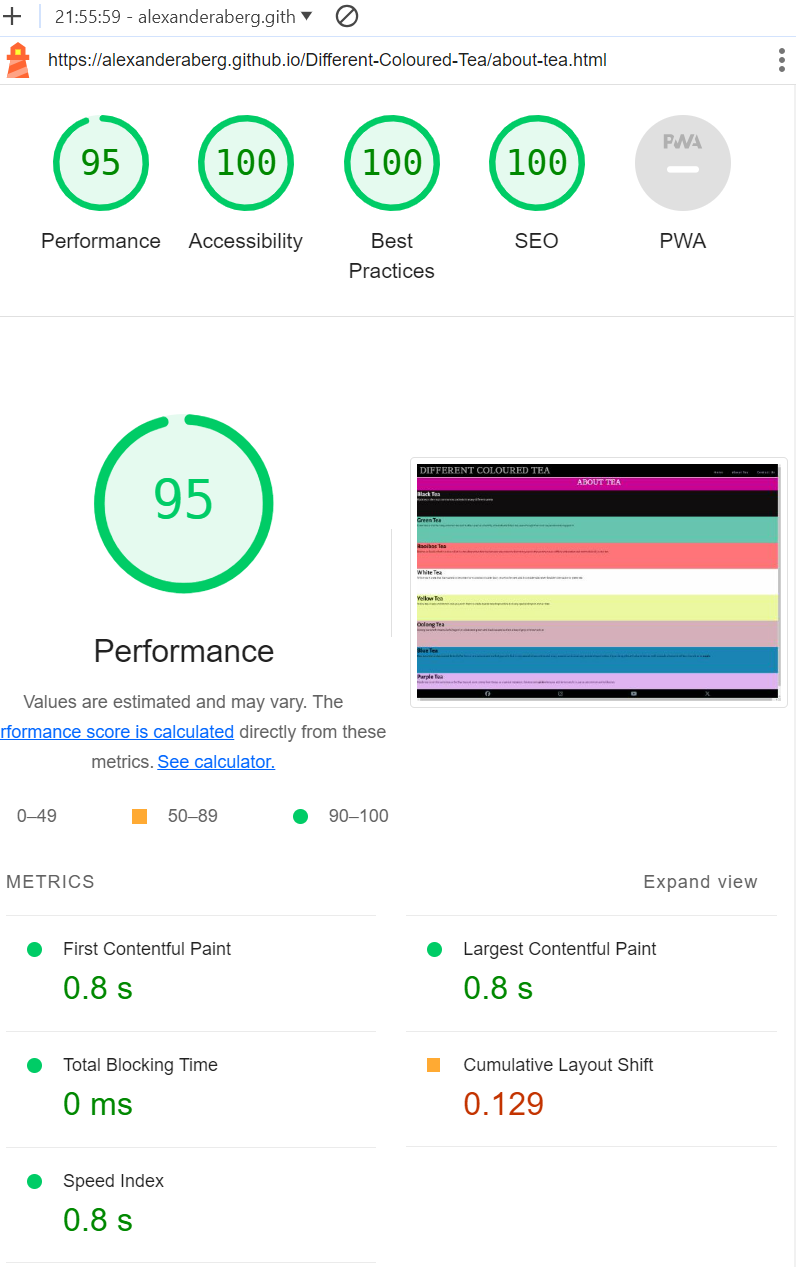 21:55:59 - alexanderaberg.gith
https://alexanderaberg.github.io/Different-Coloured-Tea/about-tea.html
95 100 100 100 PWA
Performance Accessibility Best Practices SEO PWA
95
Performance
Values are estimated and may vary. The
rformance score is calculated directly from these
metrics. See calculator.
0–49 50–89 90–100
DIFFERENT COLOURED TEA
ABOUT TEA
Black Tea
Green Tea
Rooibos Tea
White Tea
Yellow Tea
Oolong Tea
Blue Tea
Purple Tea
METRICS Expand view
First Contentful Paint
0.8 s
Largest Contentful Paint
0.8 s
Total Blocking Time
0 ms
Cumulative Layout Shift
0.129
Speed Index
0.8 s